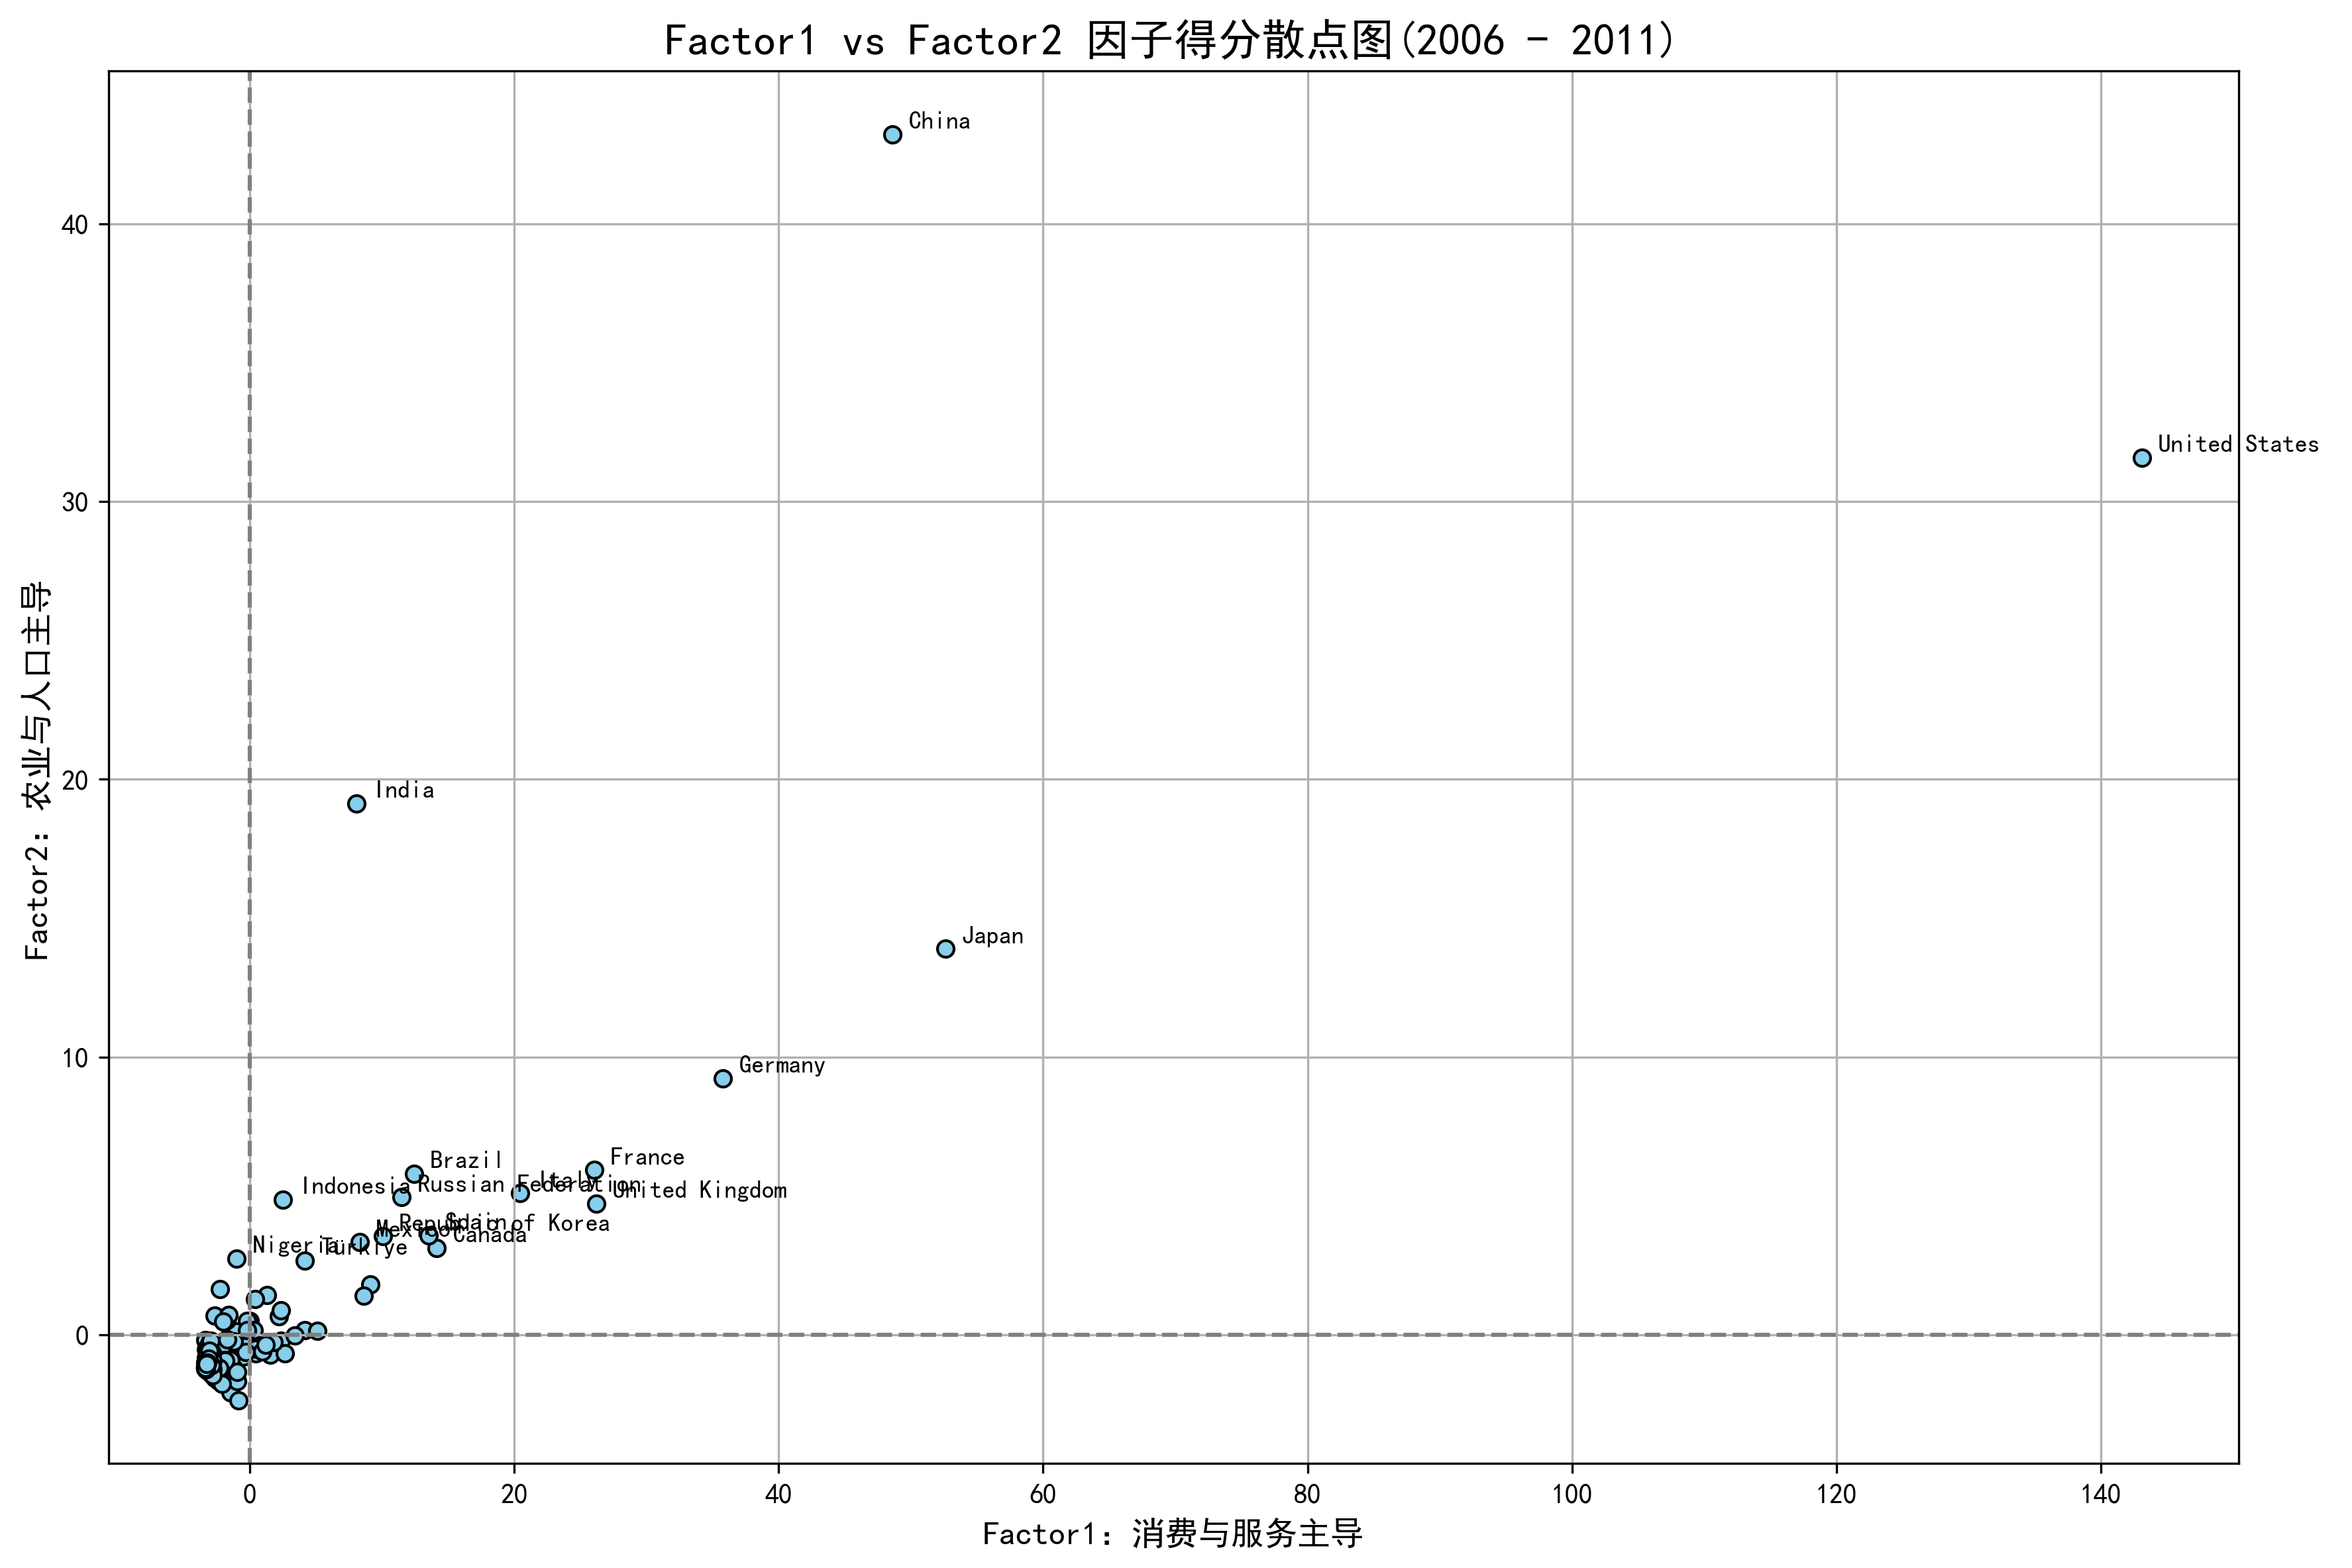 Factor1 vs Factor2 因子得分散点图(2006 - 2011)
China
40
United States
30
20
India
Japan
10
Germany
Brazil
France
Indonesia
Russian Federation
Italy
United Kingdom
Mexico
Republic of Korea
Spain
Canada
Nigeria
Türkiye
0
0
20
40
60
80
100
120
140
Factor1：消费与服务主导
Factor2：农业与人口主导